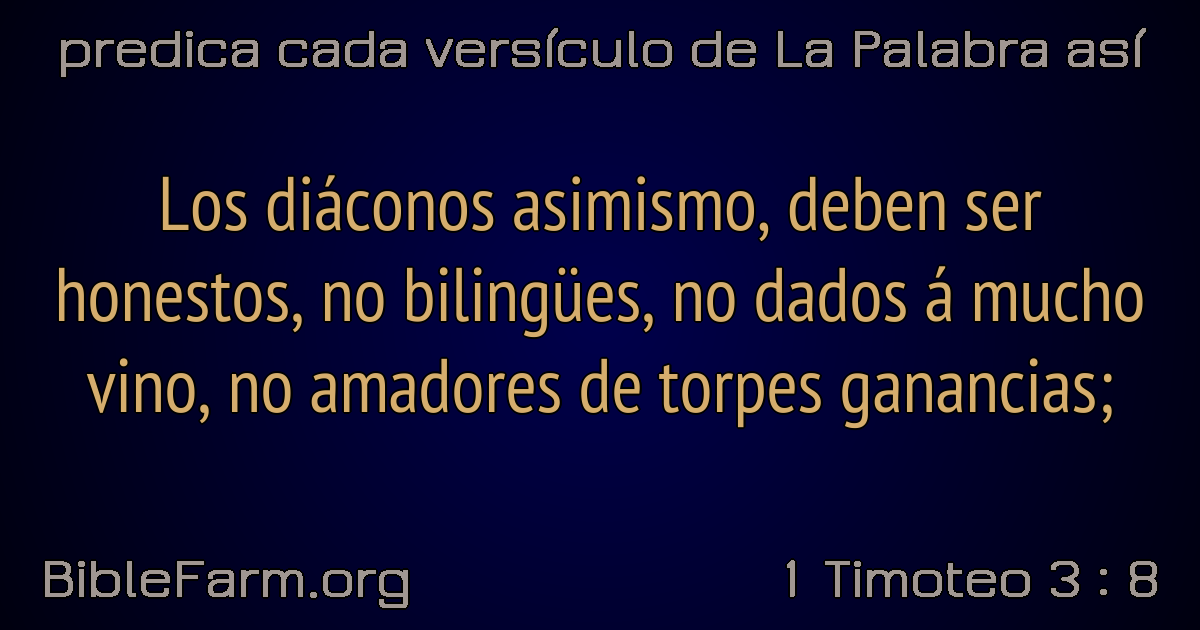 predica cada versículo de La Palabra así
Los diáconos asimismo, deben ser
honestos, no bilingües, no dados á mucho
vino, no amadores de torpes ganancias;
BibleFarm.org
1 Timoteo 3 : 8